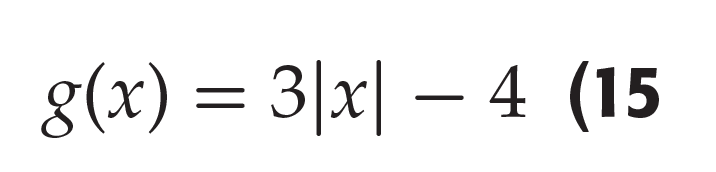 g(x) = 3|x| − 4 (15